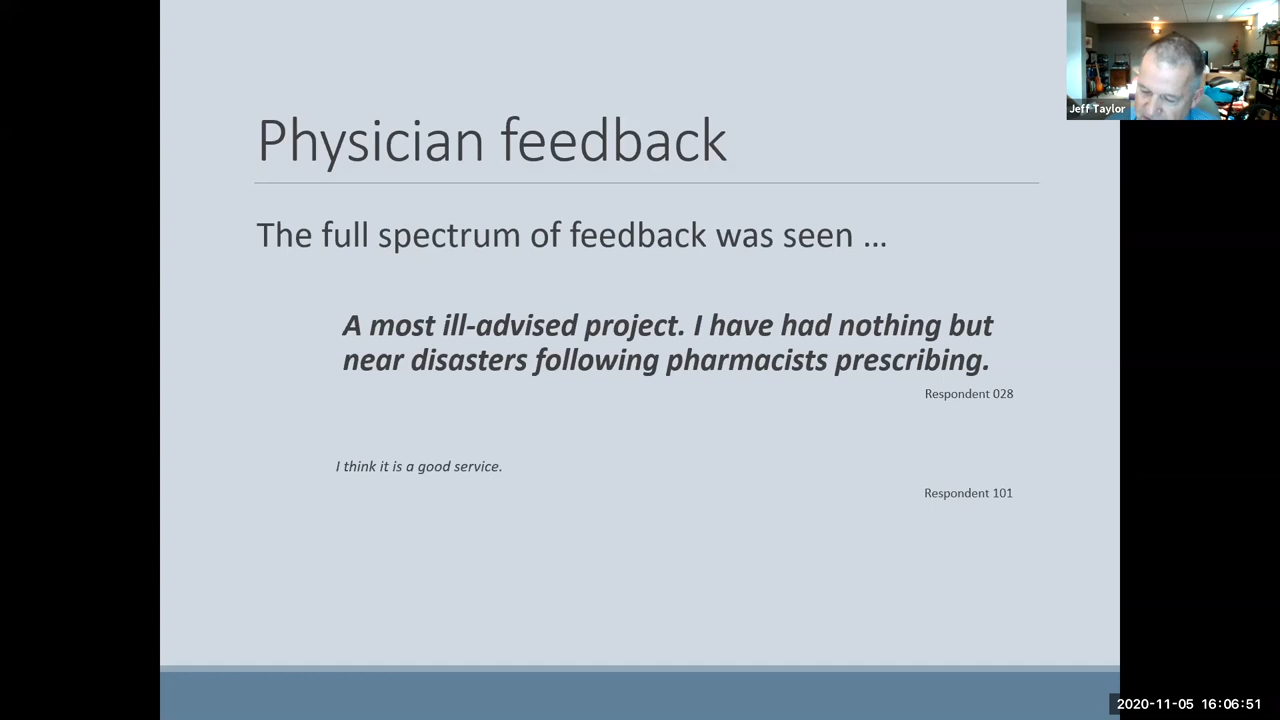 Physician feedback
The full spectrum of feedback was seen …
A most ill-advised project. I have had nothing but
near disasters following pharmacists prescribing.
Respondent 028
I think it is a good service.
Respondent 101
Jeff Taylor
2020-11-05 16:06:51